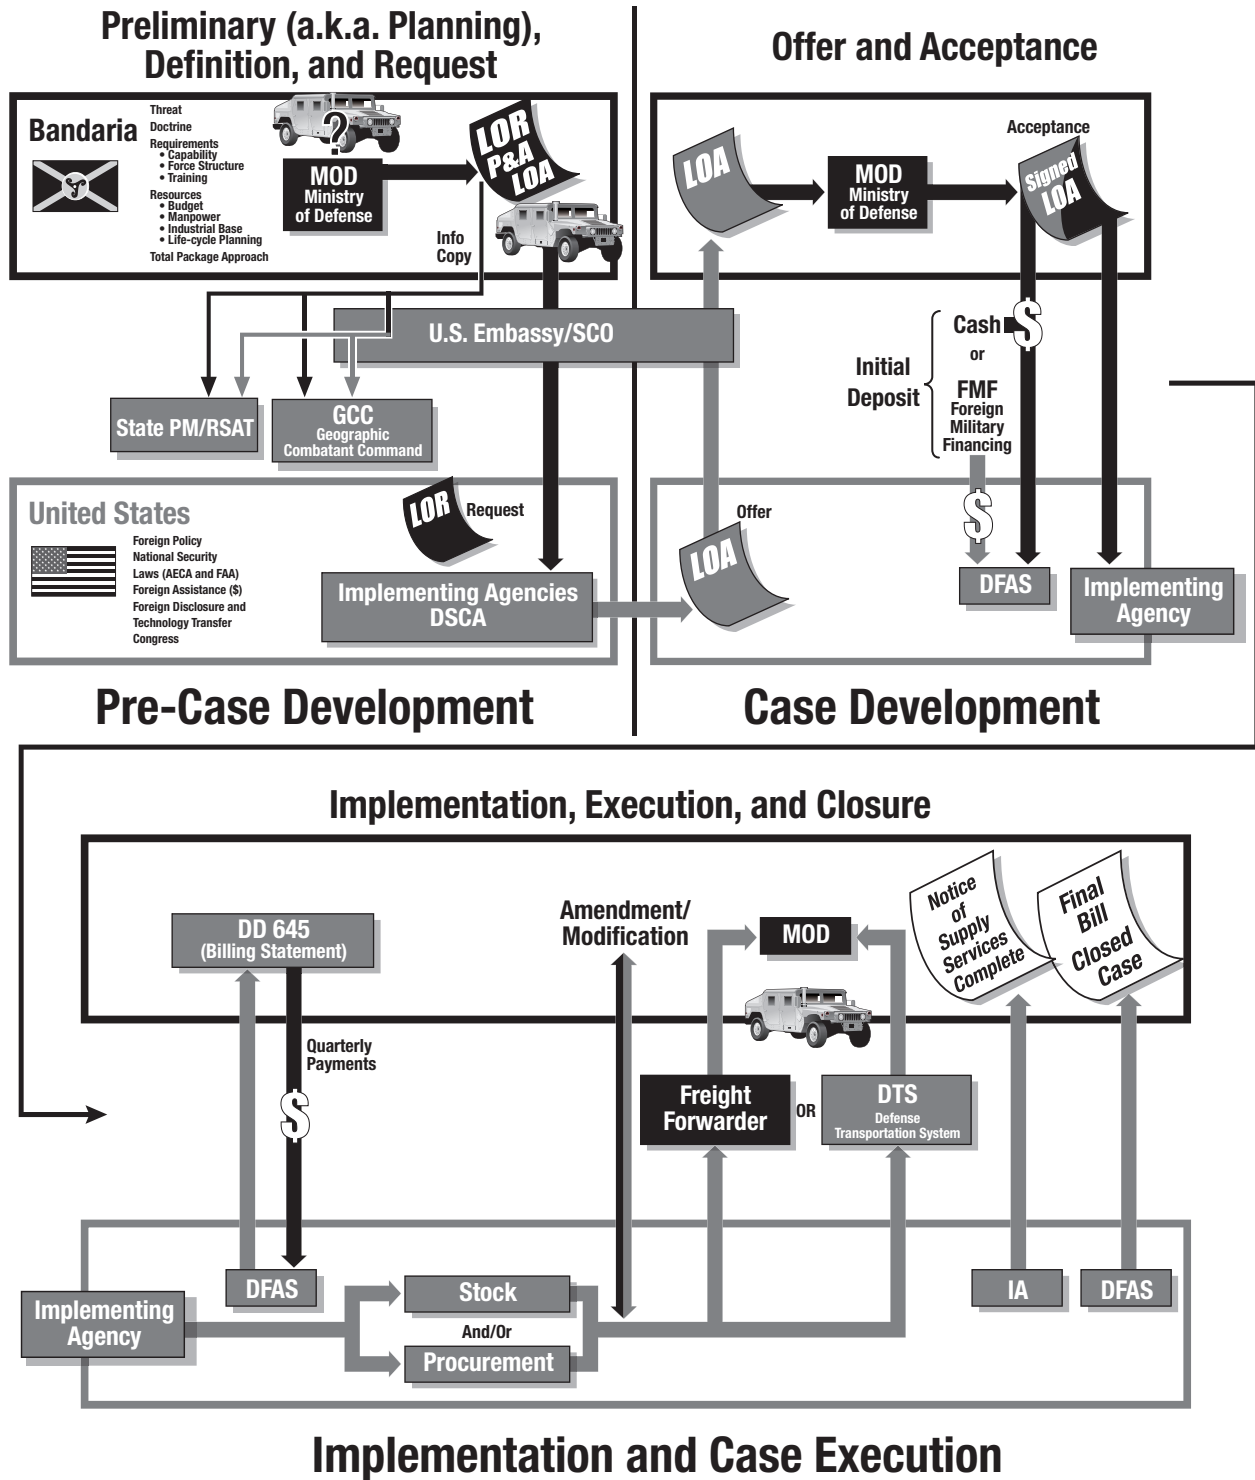 Preliminary (a.k.a. Planning),
Definition, and Request
Bandaria
Threat
Doctrine
Requirements
• Capability
• Force Structure
• Training
Resources
• Budget
• Manpower
• Industrial Base
• Life-cycle Planning
Total Package Approach
?
MOD
Ministry
of Defense
LOR
P&A
LOA
Info
Copy
U.S. Embassy/SCO
State PM/RSAT
GCC
Geographic
Combatant Command
United States
Foreign Policy
National Security
Laws (AECA and FAA)
Foreign Assistance ($)
Foreign Disclosure and
Technology Transfer
Congress
LOR
Request
Implementing Agencies
DSCA
Pre-Case Development
Offer and Acceptance
LOA
MOD
Ministry
of Defense
Acceptance
Signed
LOA
Initial
Deposit
Cash
or
FMF
Foreign
Military
Financing
$
$
Offer
LOA
DFAS
Implementing
Agency
Case Development
Implementation, Execution, and Closure
DD 645
(Billing Statement)
Quarterly
Payments
$
Amendment/
Modification
MOD
Freight
Forwarder
OR
DTS
Defense
Transportation System
Notice
of
Supply
Services
Complete
Final
Bill
Closed
Case
Implementing
Agency
DFAS
Stock
And/Or
Procurement
IA
DFAS
Implementation and Case Execution